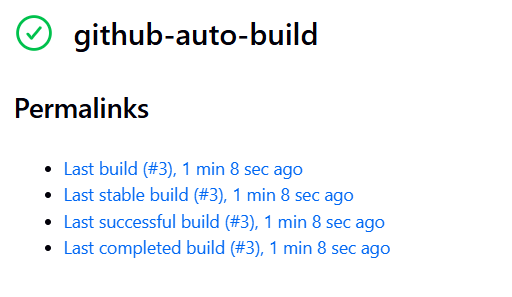 github-auto-build
Permalinks
Last build (#3), 1 min 8 sec ago
Last stable build (#3), 1 min 8 sec ago
Last successful build (#3), 1 min 8 sec ago
Last completed build (#3), 1 min 8 sec ago